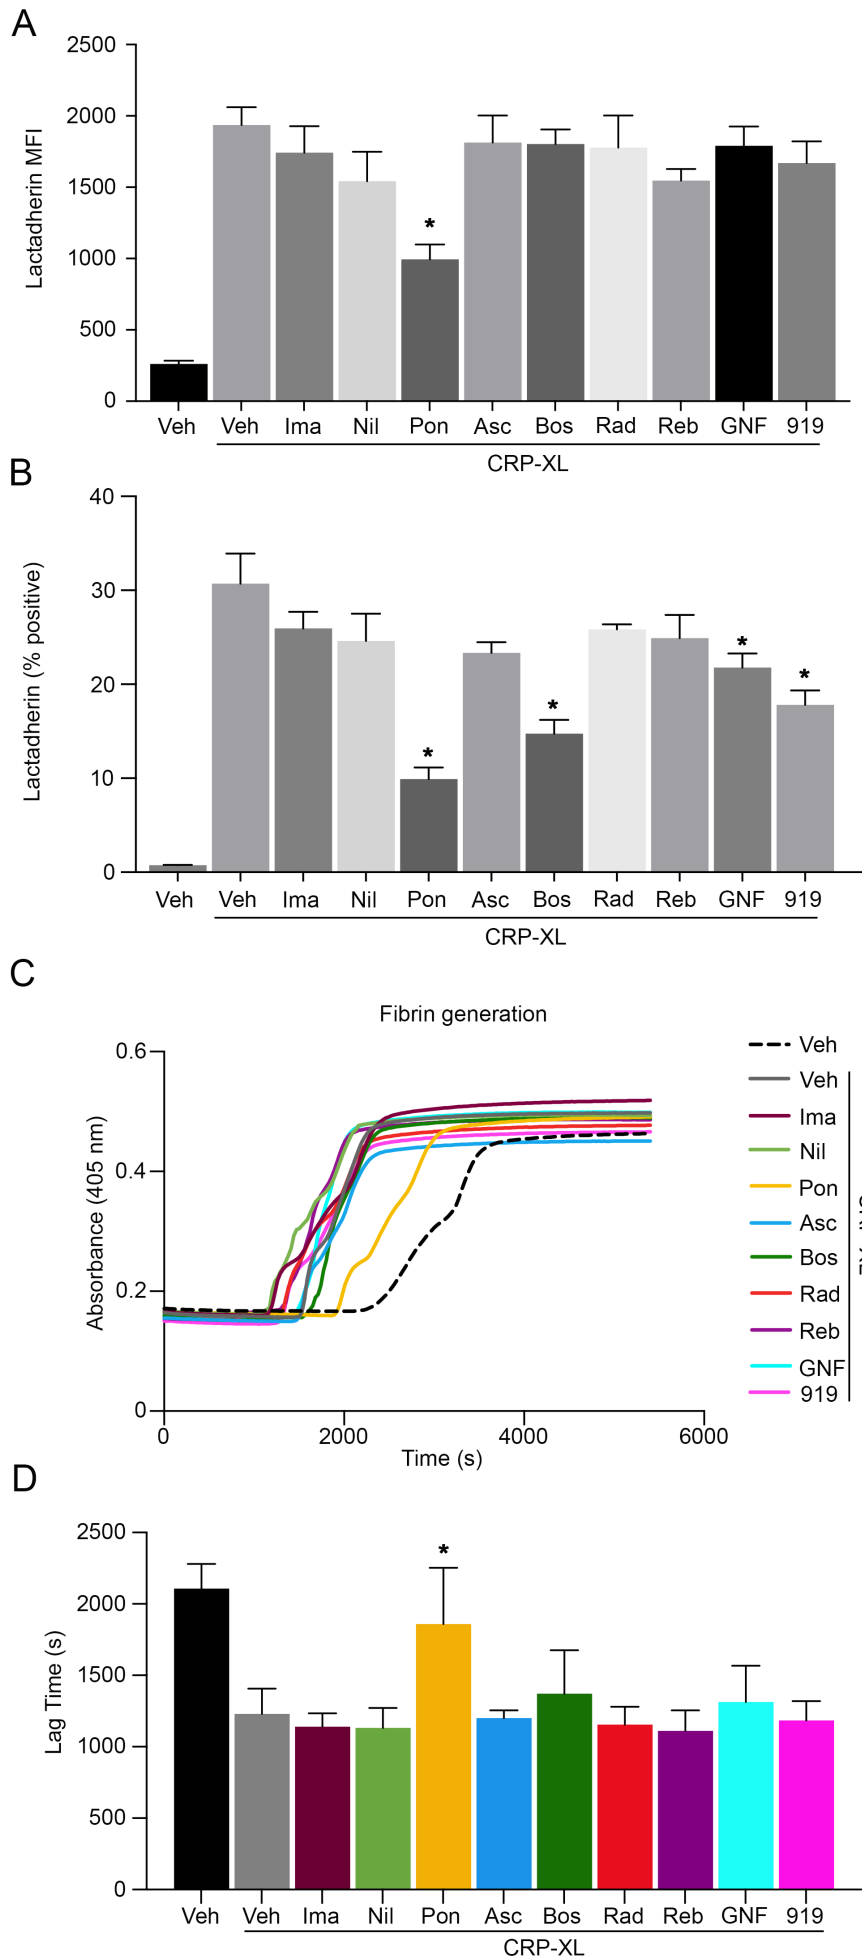 A
2500
2000
1500
1000
500
0
Lactadherin MFI
*
Veh Veh Ima Nil Pon Asc Bos Rad Reb GNF 919
CRP-XL
B
40
30
20
10
0
Lactadherin (% positive)
* * * *
Veh Veh Ima Nil Pon Asc Bos Rad Reb GNF 919
CRP-XL
C
Fibrin generation
0.6
0.4
0.2
0
Absorbance (405 nm)
0 2000 4000 6000
Time (s)
Veh
Veh
Ima
Nil
Pon
Asc
Bos
Rad
Reb
GNF
919
D
2500
2000
1500
1000
500
0
Lag Time (s)
*
Veh Veh Ima Nil Pon Asc Bos Rad Reb GNF 919
CRP-XL